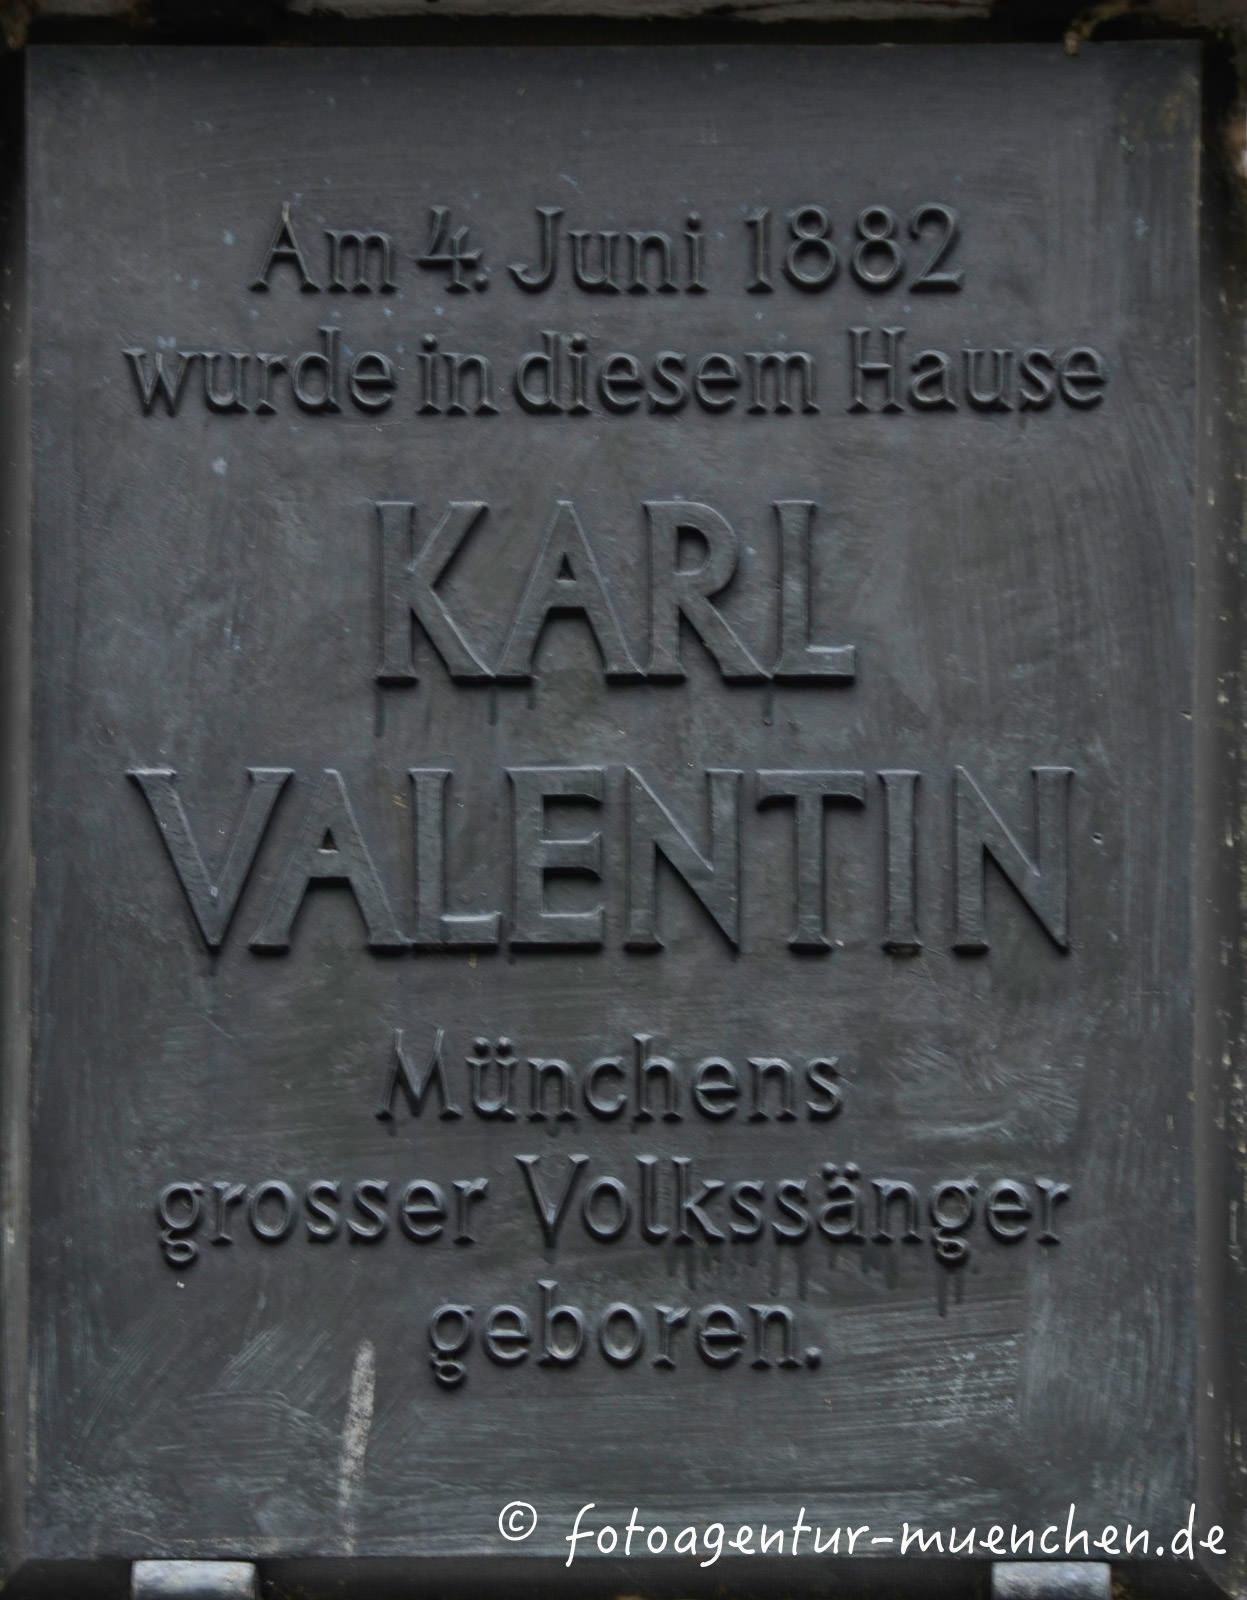 Am 4. Juni 1882
wurde in diesem Hause
KARL
VALENTIN
Münchens
grosser Volkssänger
geboren.
© fotoagentur-muenchen.de